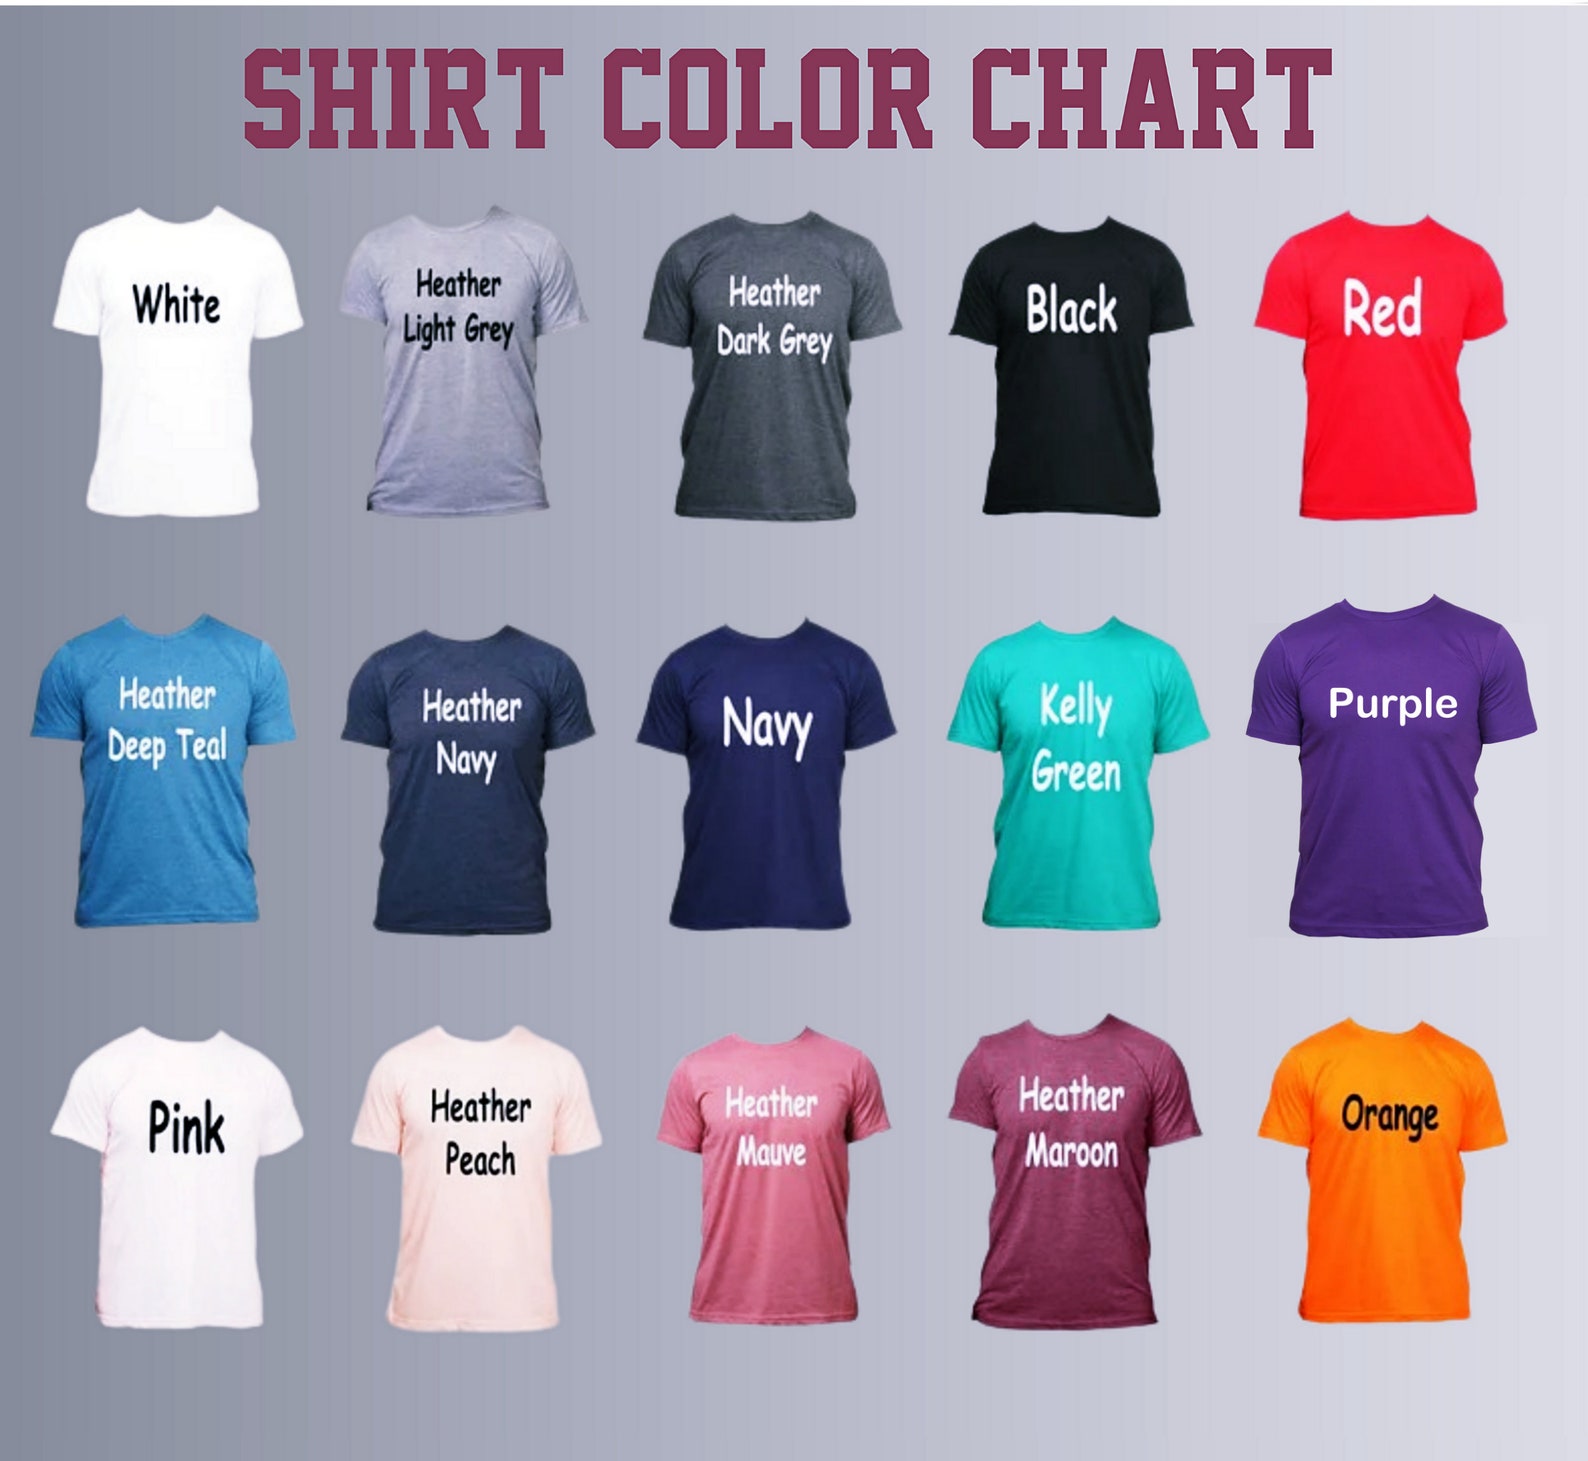 SHIRT COLOR CHART
White
Heather
Light Grey
Heather
Dark Grey
Black
Red
Heather
Deep Teal
Heather
Navy
Navy
Kelly
Green
Purple
Pink
Heather
Peach
Heather
Mauve
Heather
Maroon
Orange